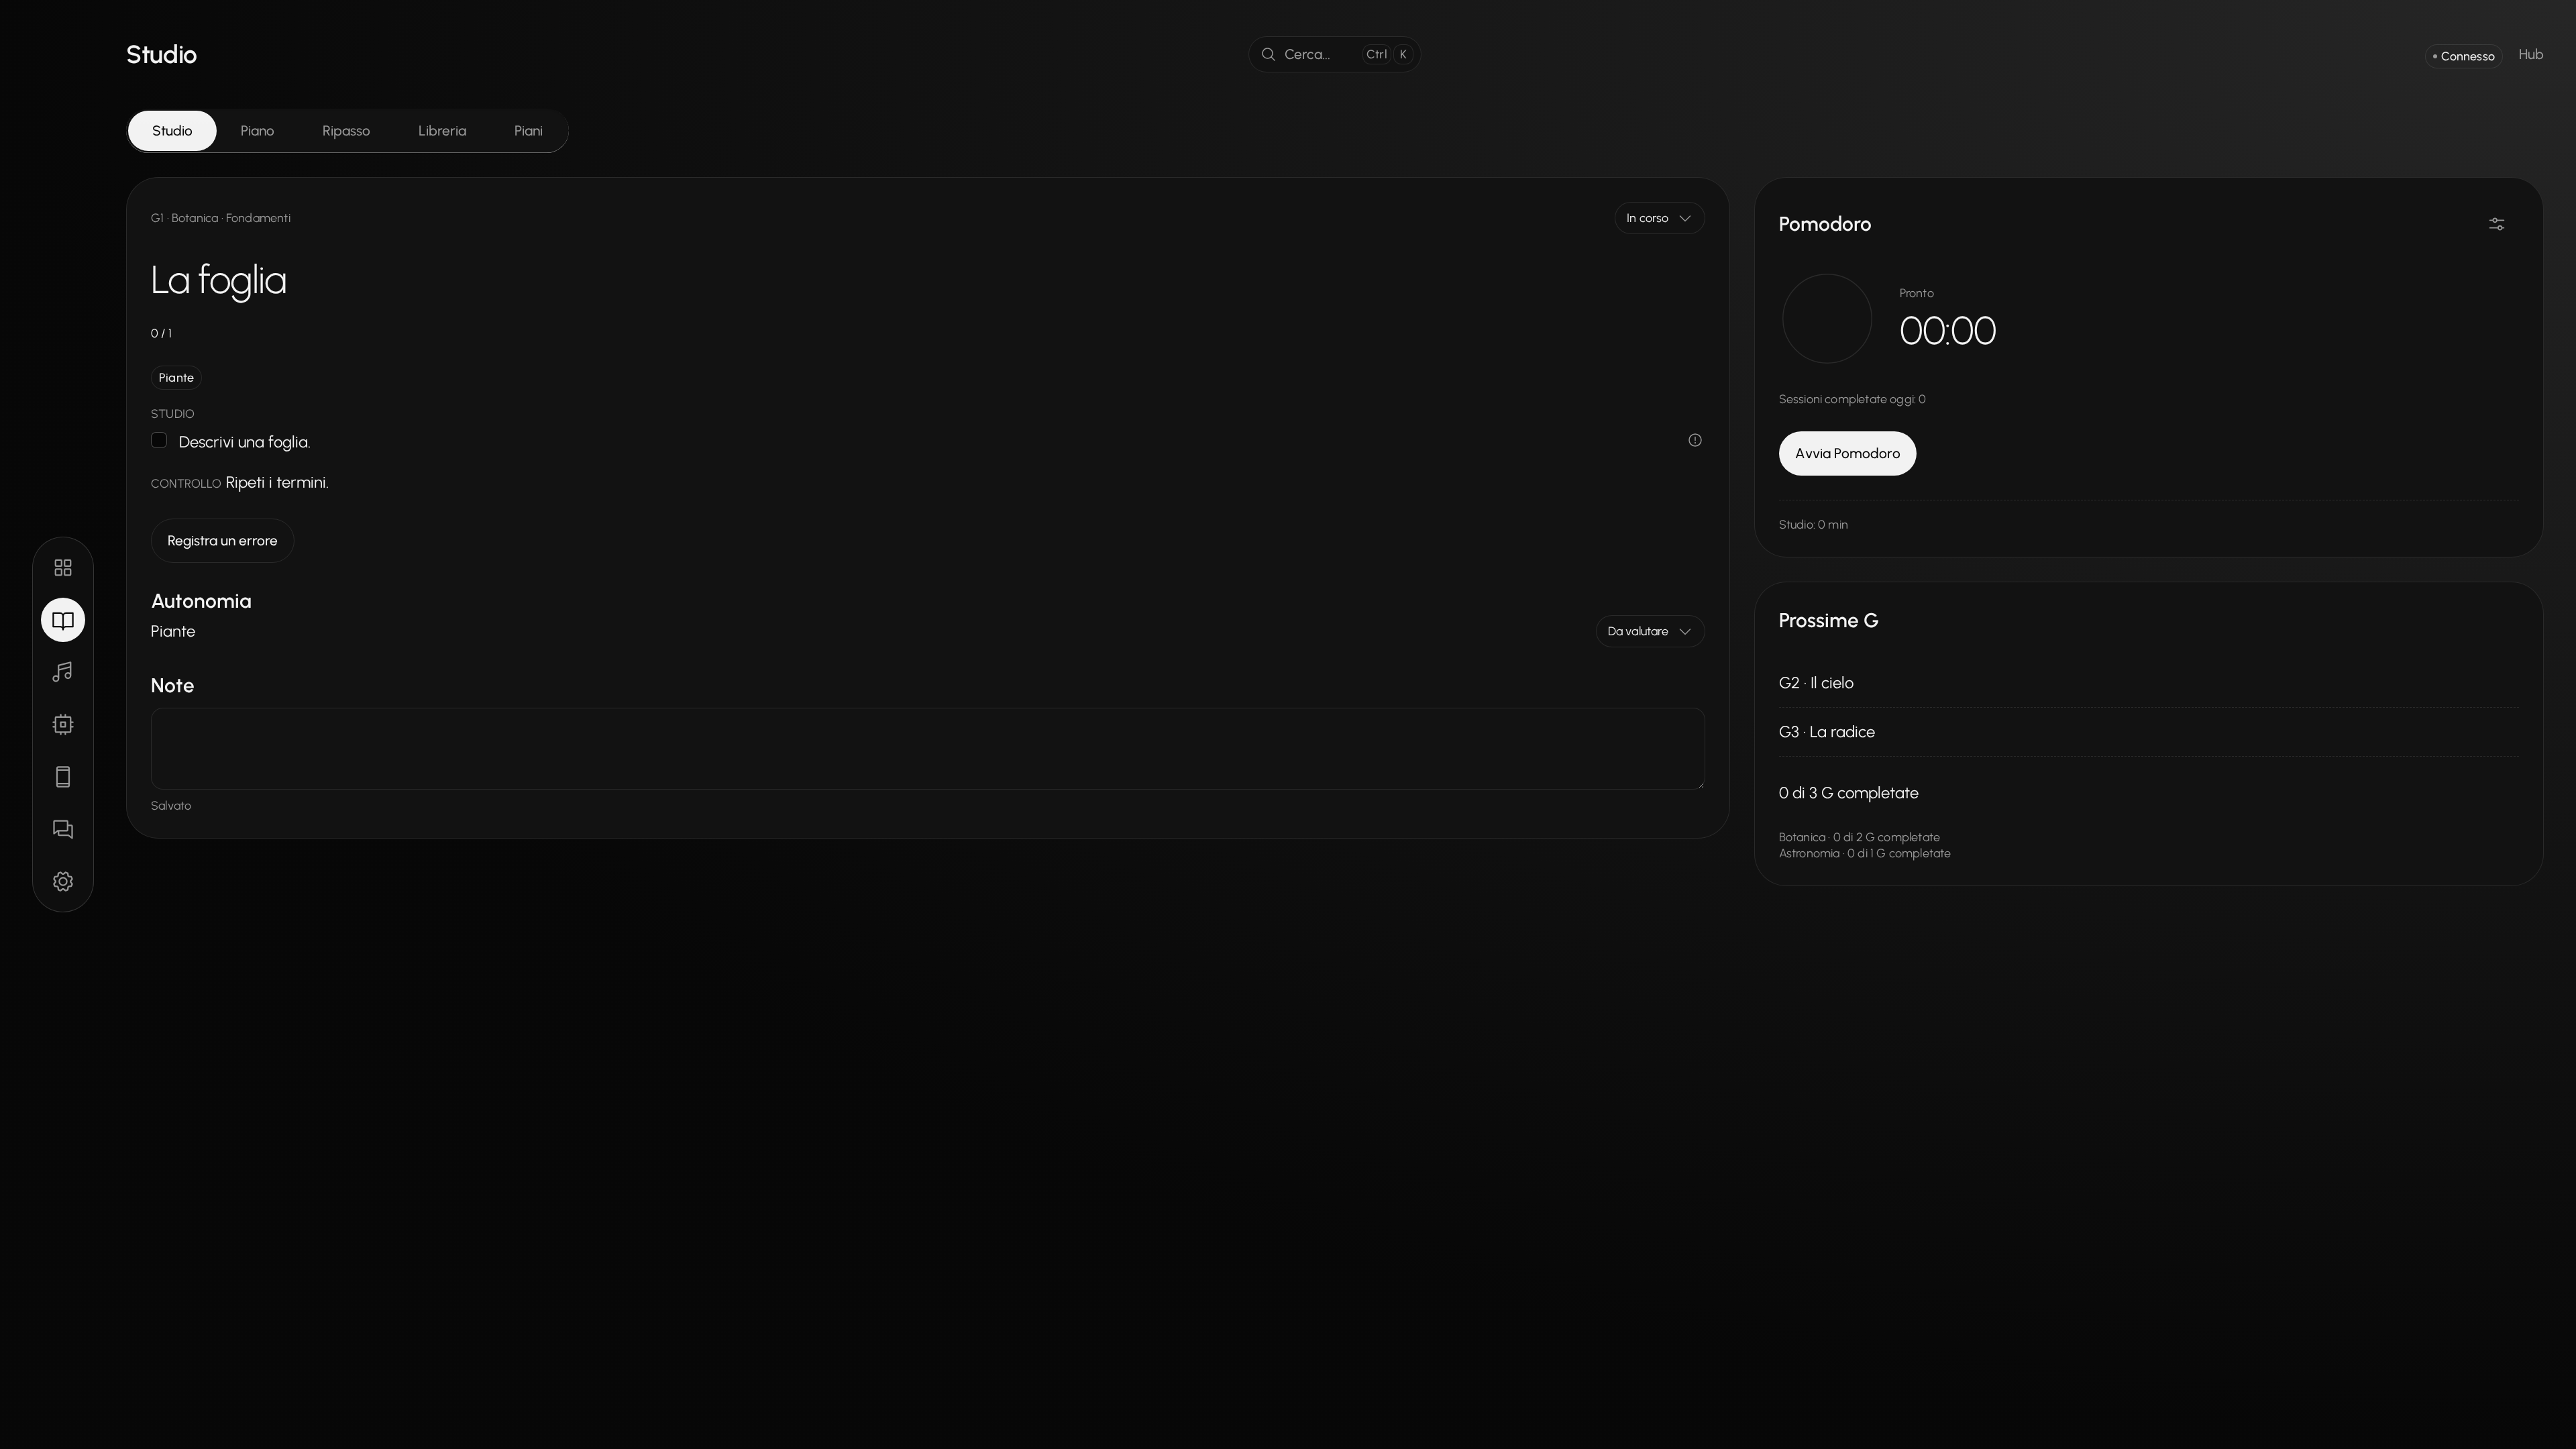 Studio
Cerca...
Ctrl K
Connesso
Hub
Studio
Piano
Ripasso
Libreria
Piani
G1 · Botanica · Fondamenti
In corso
La foglia
0 / 1
Piante
STUDIO
Descrivi una foglia.
CONTROLLO Ripeti i termini.
Registra un errore
Autonomia
Piante
Da valutare
Note
Salvato
Pomodoro
Pronto
00:00
Sessioni completate oggi: 0
Avvia Pomodoro
Studio: 0 min
Prossime G
G2 · Il cielo
G3 · La radice
0 di 3 G completate
Botanica · 0 di 2 G completate
Astronomia · 0 di 1 G completate